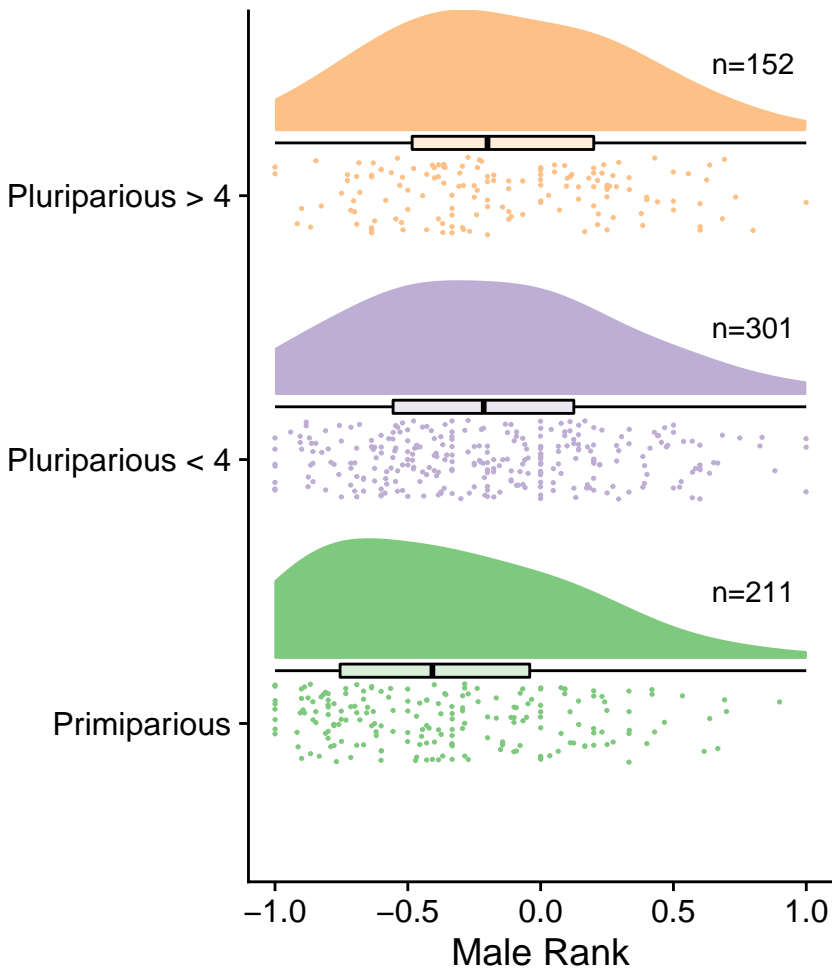 n=152
Pluriparious > 4
n=301
Pluriparious < 4
n=211
Primiparious
−1.0 −0.5 0.0 0.5 1.0
Male Rank